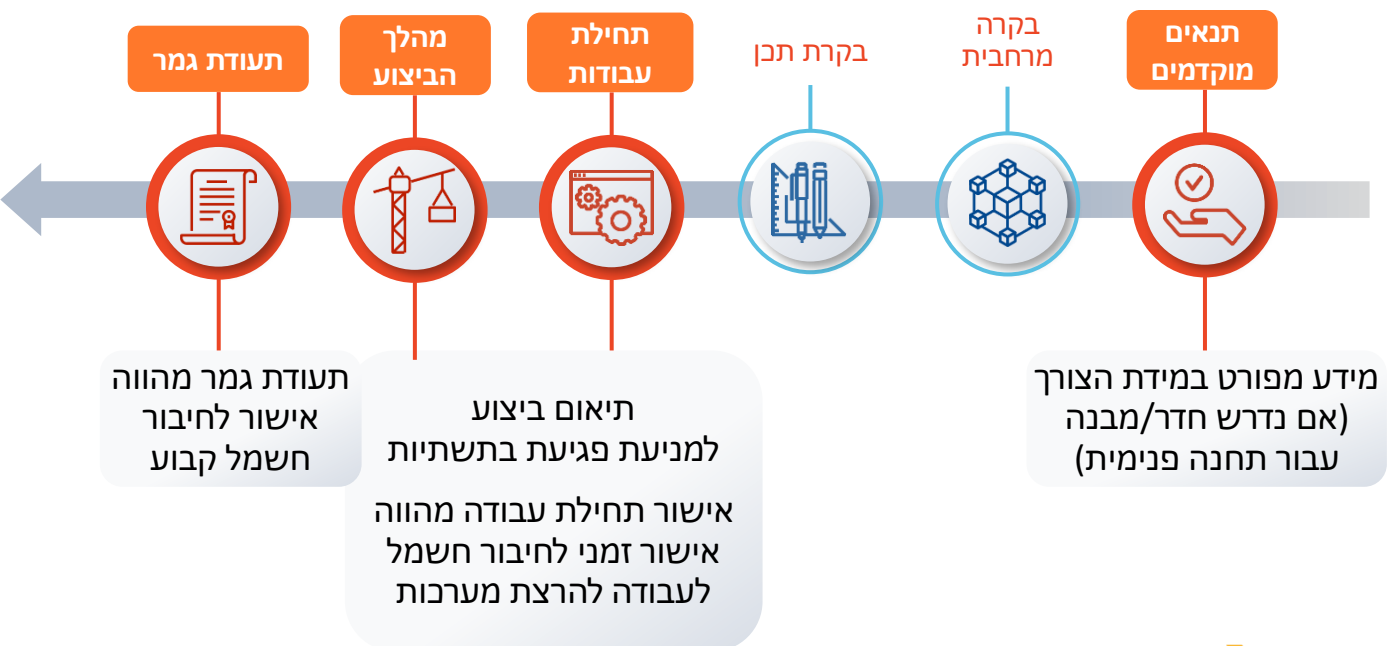 תנאים
מוקדמים
בקרה
מרחבית
בקרת תכן
תחילת
עבודות
מהלך
הביצוע
תעודת גמר
מידע מפורט במידת הצורך
(אם נדרש חדר/מבנה
עבור תחנה פנימית)
תיאום ביצוע
למניעת פגיעת בתשתיות
אישור תחילת עבודה מהווה
אישור זמני לחיבור חשמל
לעבודה להרצת מערכות
תעודת גמר מהווה
אישור לחיבור
חשמל קבוע